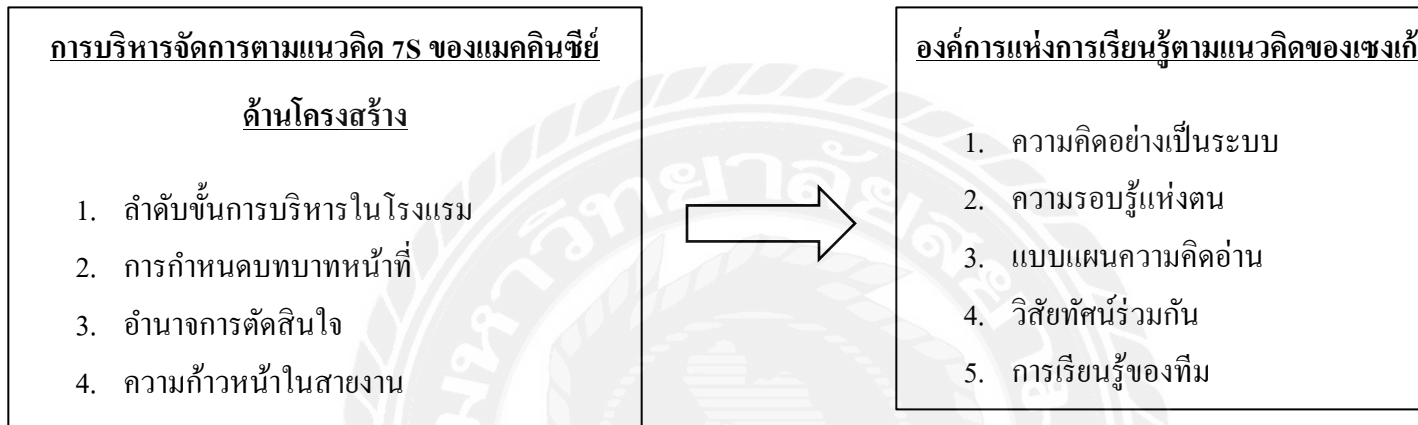 การบริหารจัดการตามแนวคิด 7S ของแมคคินซีย์
ด้านโครงสร้าง
1. ลำดับขั้นการบริหารในโรงแรม
2. การกำหนดบทบาทหน้าที่
3. อำนาจการตัดสินใจ
4. ความก้าวหน้าในสายงาน
องค์การแห่งการเรียนรู้ตามแนวคิดของเซงเก้
1. ความคิดอย่างเป็นระบบ
2. ความรอบรู้แห่งตน
3. แบบแผนความคิดอ่าน
4. วิสัยทัศน์ร่วมกัน
5. การเรียนรู้ของทีม